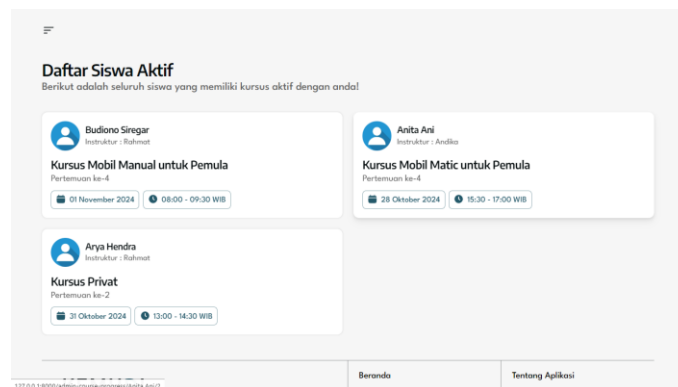 Daftar Siswa Aktif
Berikut adalah seluruh siswa yang memiliki kursus aktif dengan anda!
Budiono Siregar
Instruktur : Rahmat
Kursus Mobil Manual untuk Pemula
Pertemuan ke-4
01 November 2024
08:00 - 09:30 WIB
Anita Ani
Instruktur : Andika
Kursus Mobil Matic untuk Pemula
Pertemuan ke-4
28 Oktober 2024
15:30 - 17:00 WIB
Arya Hendra
Instruktur : Rahmat
Kursus Privat
Pertemuan ke-2
31 Oktober 2024
13:00 - 14:30 WIB
Beranda
Tentang Aplikasi